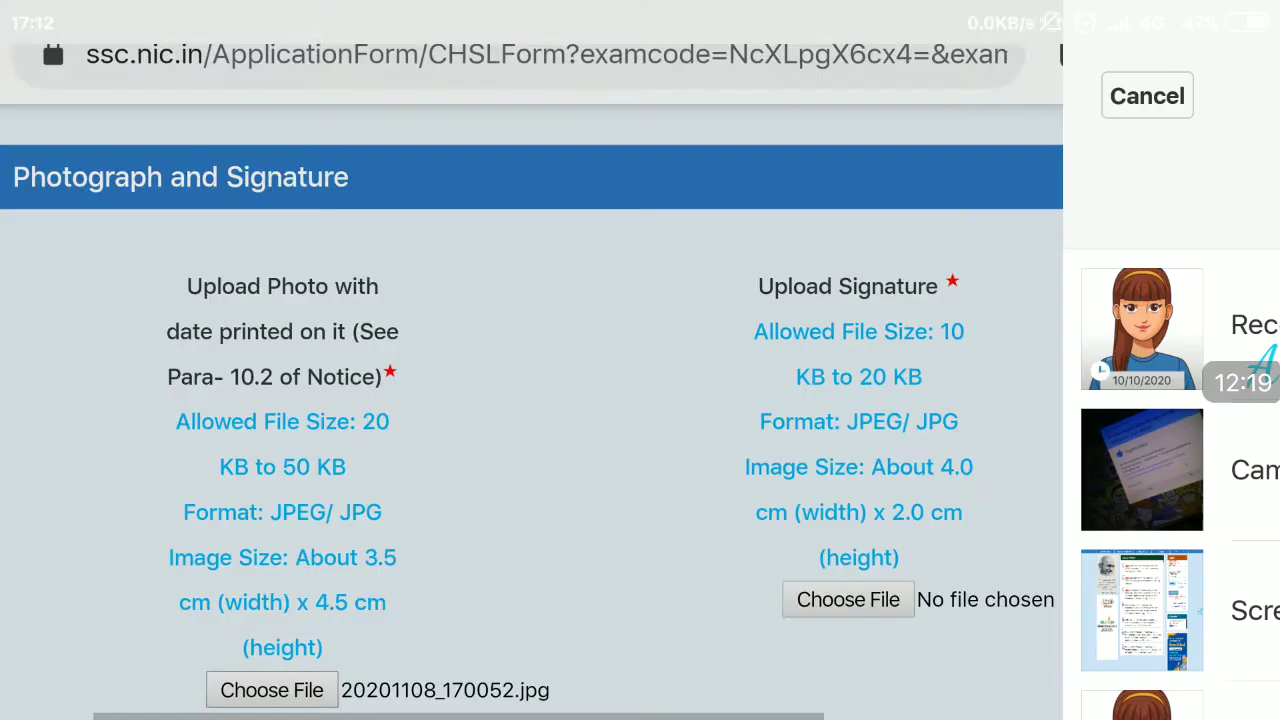 17:12
0.0KB/s 4G 47%
ssc.nic.in/ApplicationForm/CHSLForm?examcode=NcXLpgX6cx4=&exam
Cancel
Photograph and Signature
Upload Photo with
date printed on it (See
Para- 10.2 of Notice)★
Allowed File Size: 20
KB to 50 KB
Format: JPEG/ JPG
Image Size: About 3.5
cm (width) x 4.5 cm
(height)
Choose File 20201108_170052.jpg
Upload Signature ★
Allowed File Size: 10
KB to 20 KB
Format: JPEG/ JPG
Image Size: About 4.0
cm (width) x 2.0 cm
(height)
Choose File No file chosen
10/10/2020
Rec
12:19
Cam
Scre